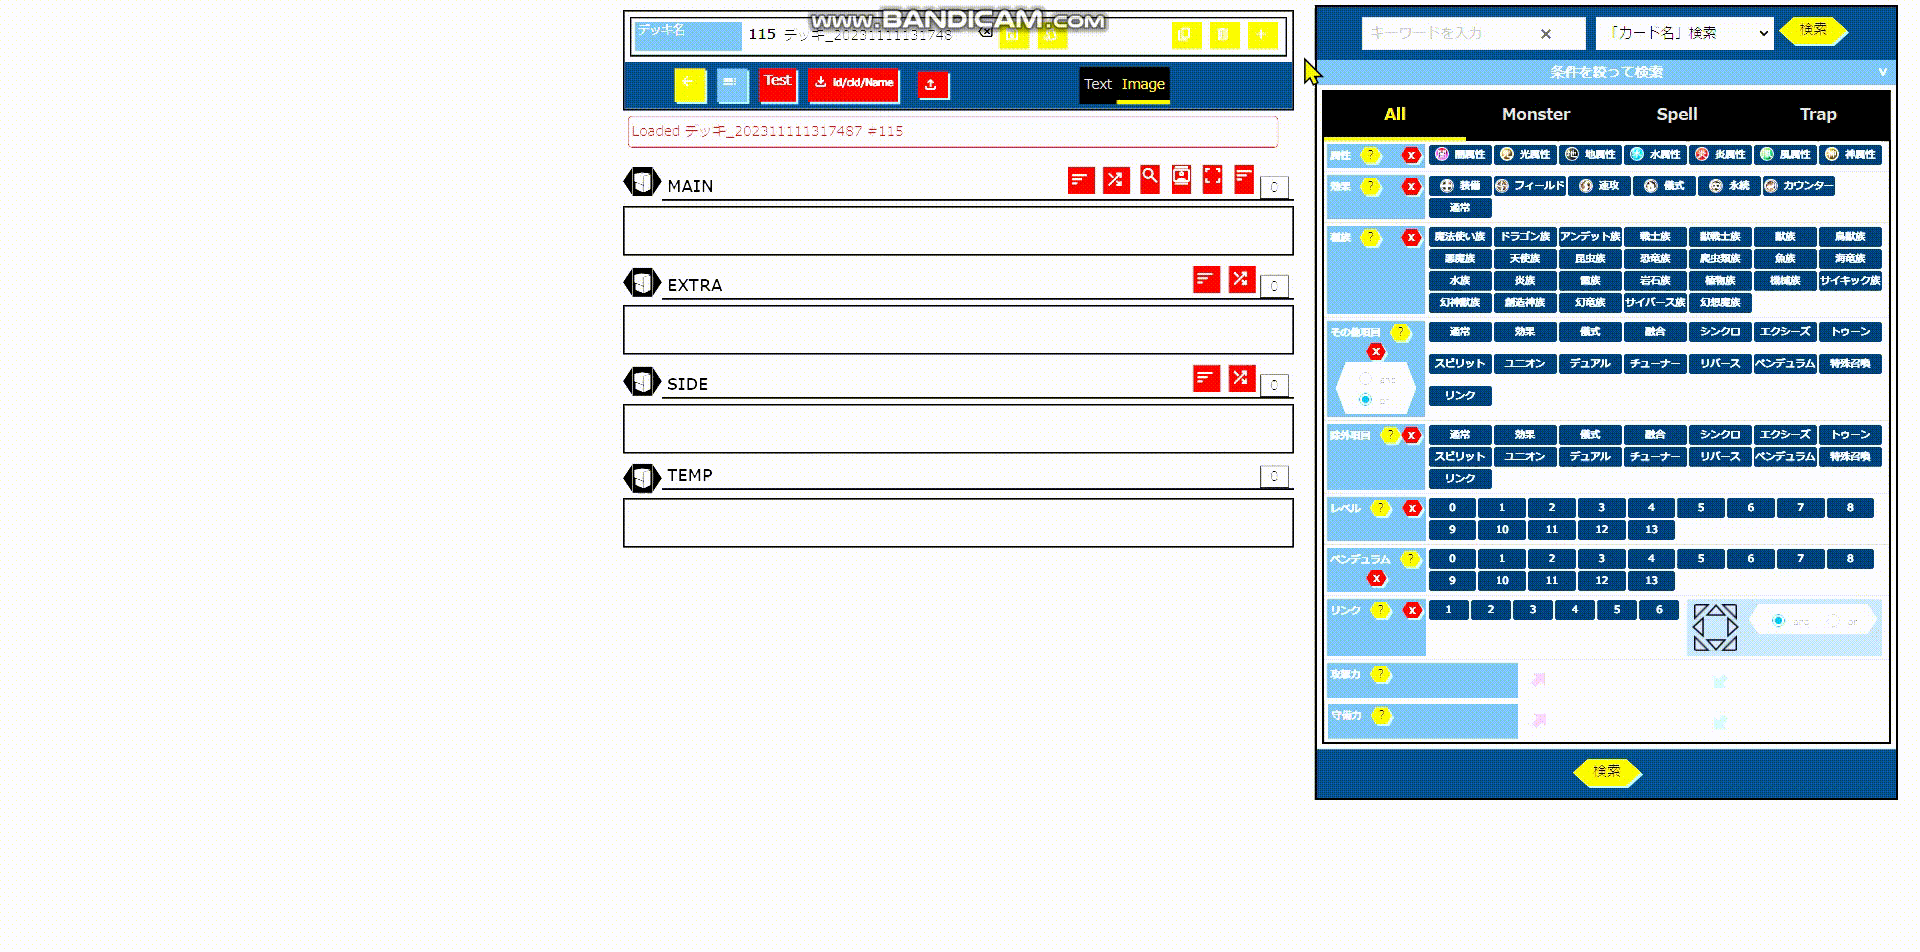 www.BANDICAM.com
デッキ名 115 デッキ_20231111131748
Test id/cid/Name Text Image
Loaded デッキ_202311111317487 #115
MAIN 0
EXTRA 0
SIDE 0
TEMP 0
キーワードを入力 × 「カード名」検索 検索
条件を絞って検索
All Monster Spell Trap
属性 ? x 闇属性 光属性 地属性 水属性 炎属性 風属性 神属性
効果 ? x 装備 フィールド 速攻 儀式 永続 カウンター
通常
種族 ? x 魔法使い族 ドラゴン族 アンデット族 戦士族 獣戦士族 獣族 鳥獣族
悪魔族 天使族 昆虫族 恐竜族 爬虫類族 魚族 海竜族
水族 炎族 雷族 岩石族 植物族 機械族 サイキック族
幻神獣族 創造神族 幻竜族 サイバース族 幻想魔族
その他項目 ? 通常 効果 儀式 融合 シンクロ エクシーズ トゥーン
x
スピリット ユニオン デュアル チューナー リバース ペンデュラム 特殊召喚
and
or
リンク
除外項目 ? x 通常 効果 儀式 融合 シンクロ エクシーズ トゥーン
スピリット ユニオン デュアル チューナー リバース ペンデュラム 特殊召喚
リンク
レベル ? x 0 1 2 3 4 5 6 7 8
9 10 11 12 13
ペンデュラム ? 0 1 2 3 4 5 6 7 8
x 9 10 11 12 13
リンク ? x 1 2 3 4 5 6 and or
攻撃力 ?
守備力 ?
検索